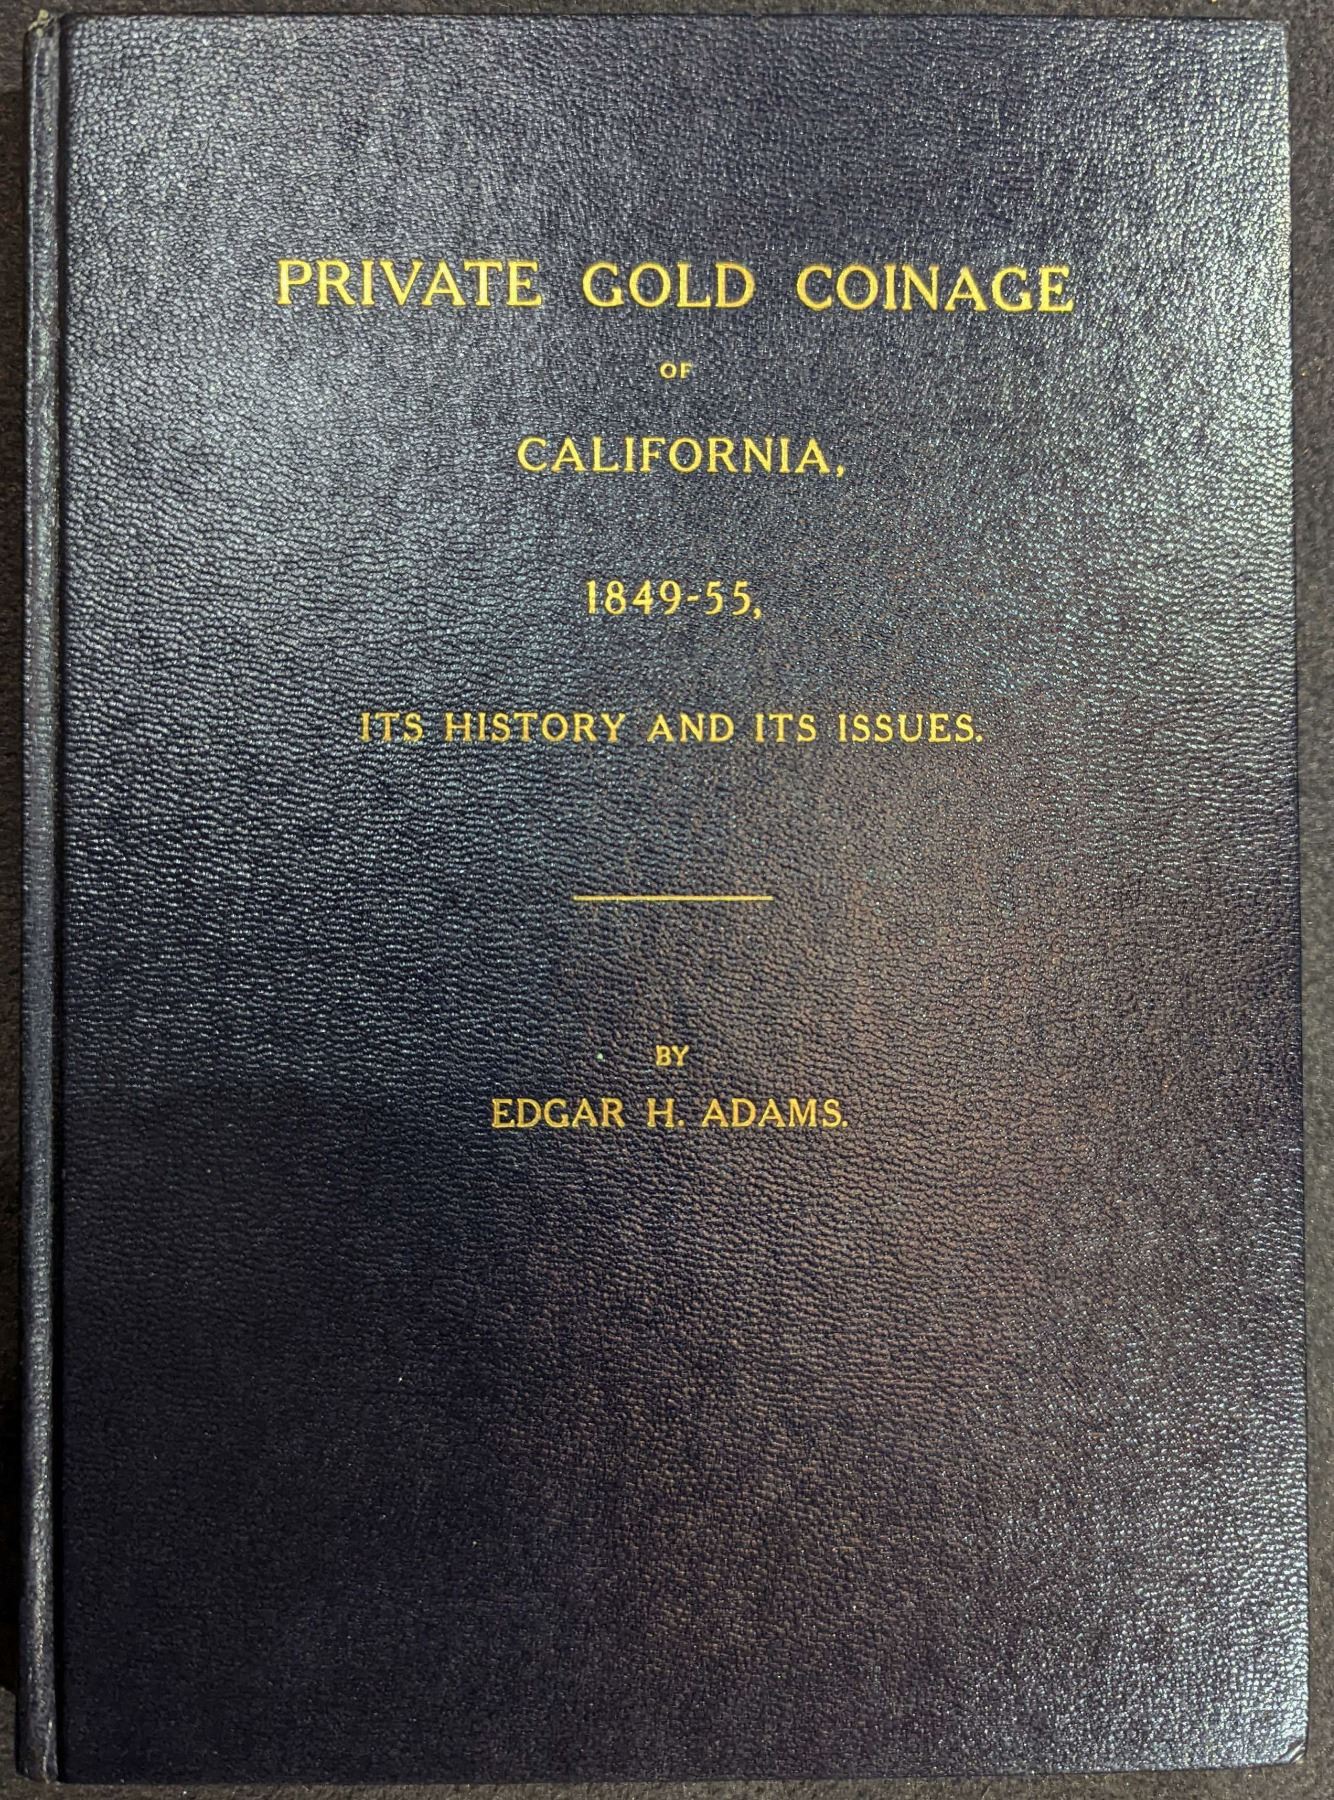 PRIVATE GOLD COINAGE
OF
CALIFORNIA,
1849-55,
ITS HISTORY AND ITS ISSUES.
BY
EDGAR H. ADAMS.